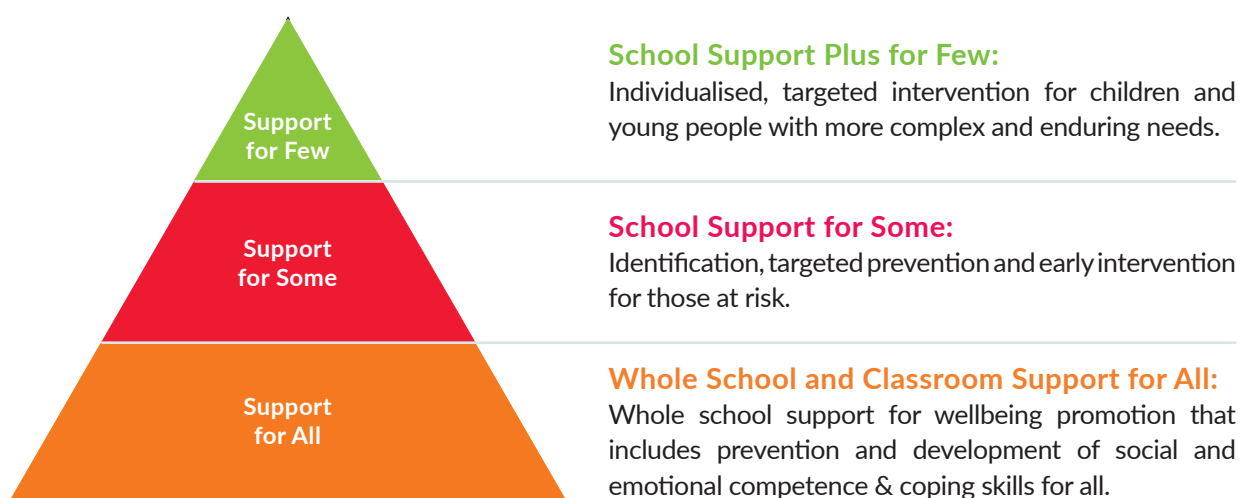 Support
for Few
School Support Plus for Few:
Individualised, targeted intervention for children and
young people with more complex and enduring needs.
Support
for Some
School Support for Some:
Identification, targeted prevention and early intervention
for those at risk.
Support
for All
Whole School and Classroom Support for All:
Whole school support for wellbeing promotion that
includes prevention and development of social and
emotional competence & coping skills for all.